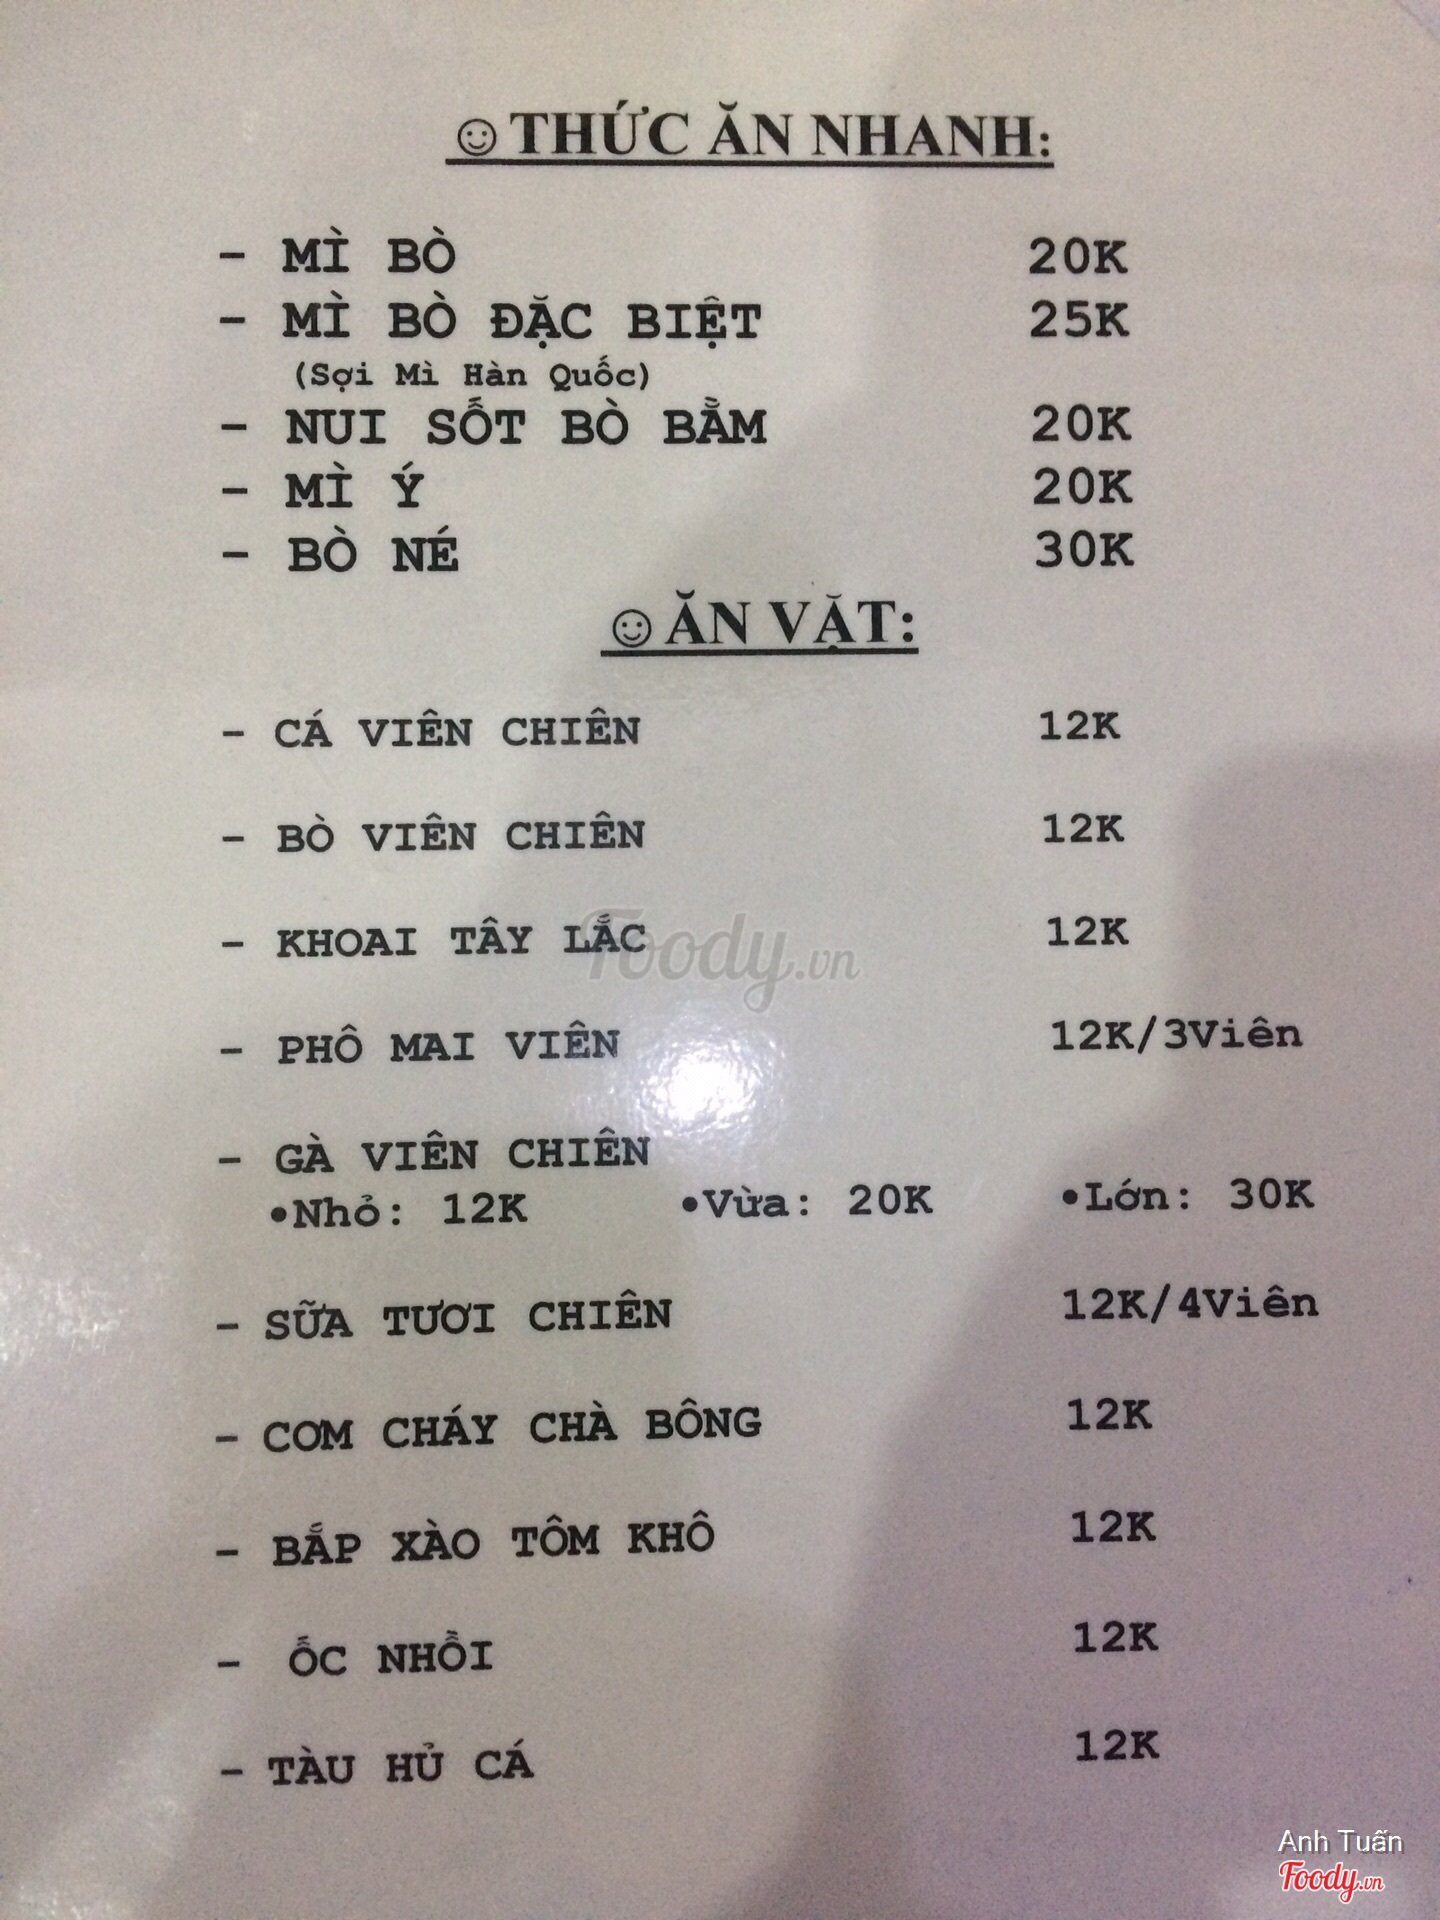 ☺THỨC ĂN NHANH:
- MÌ BÒ 20K
- MÌ BÒ ĐẶC BIỆT 25K
(Sợi Mì Hàn Quốc)
- NUI SỐT BÒ BẰM 20K
- MÌ Ý 20K
- BÒ NÉ 30K
☺ĂN VẶT:
- CÁ VIÊN CHIÊN 12K
- BÒ VIÊN CHIÊN 12K
- KHOAI TÂY LẮC 12K
Foody.vn
- PHÔ MAI VIÊN 12K/3Viên
- GÀ VIÊN CHIÊN
•Nhỏ: 12K •Vừa: 20K •Lớn: 30K
- SỮA TƯƠI CHIÊN 12K/4Viên
- CƠM CHÁY CHÀ BÔNG 12K
- BẮP XÀO TÔM KHÔ 12K
- ỐC NHỒI 12K
- TÀU HỦ CÁ 12K
Anh Tuấn
Foody.vn